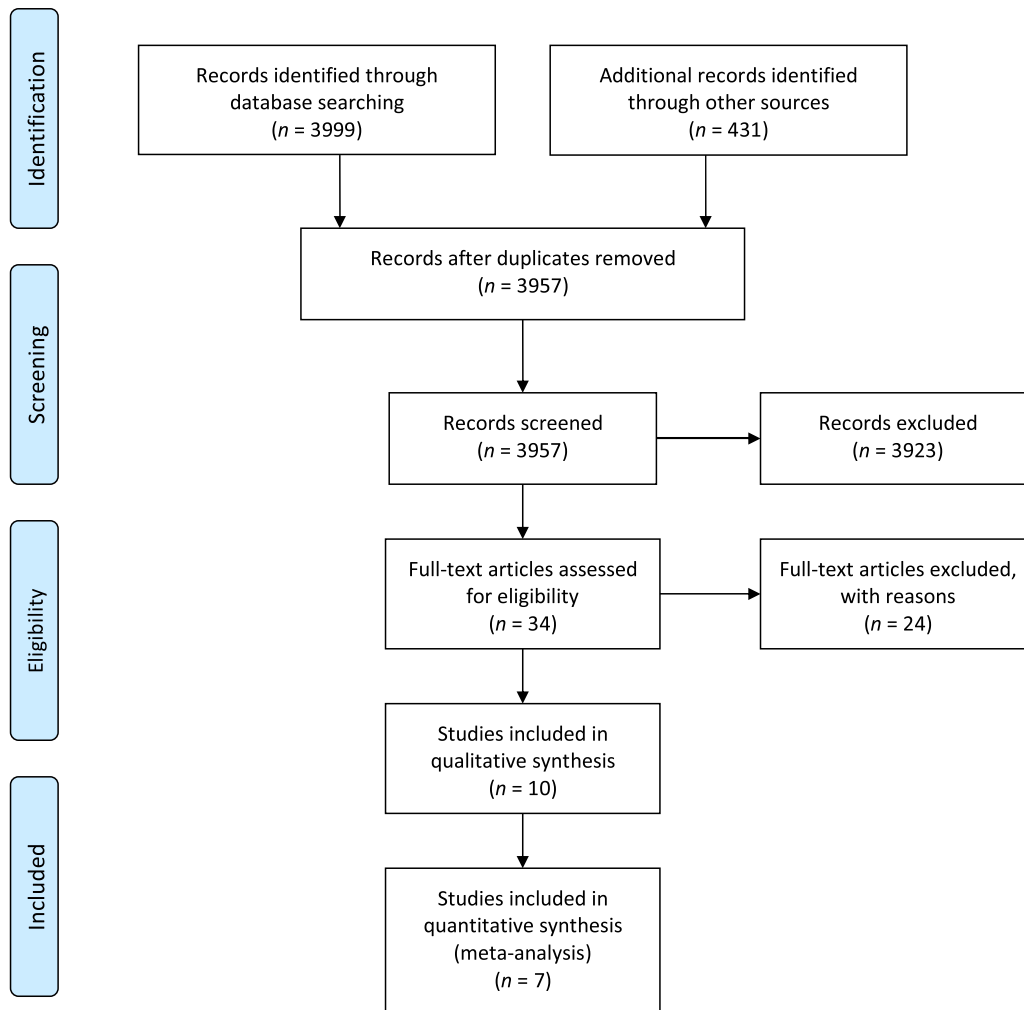 Identification
Records identified through
database searching
(n = 3999)
Additional records identified
through other sources
(n = 431)
Records after duplicates removed
(n = 3957)
Screening
Records screened
(n = 3957)
Records excluded
(n = 3923)
Eligibility
Full-text articles assessed
for eligibility
(n = 34)
Full-text articles excluded,
with reasons
(n = 24)
Studies included in
qualitative synthesis
(n = 10)
Included
Studies included in
quantitative synthesis
(meta-analysis)
(n = 7)